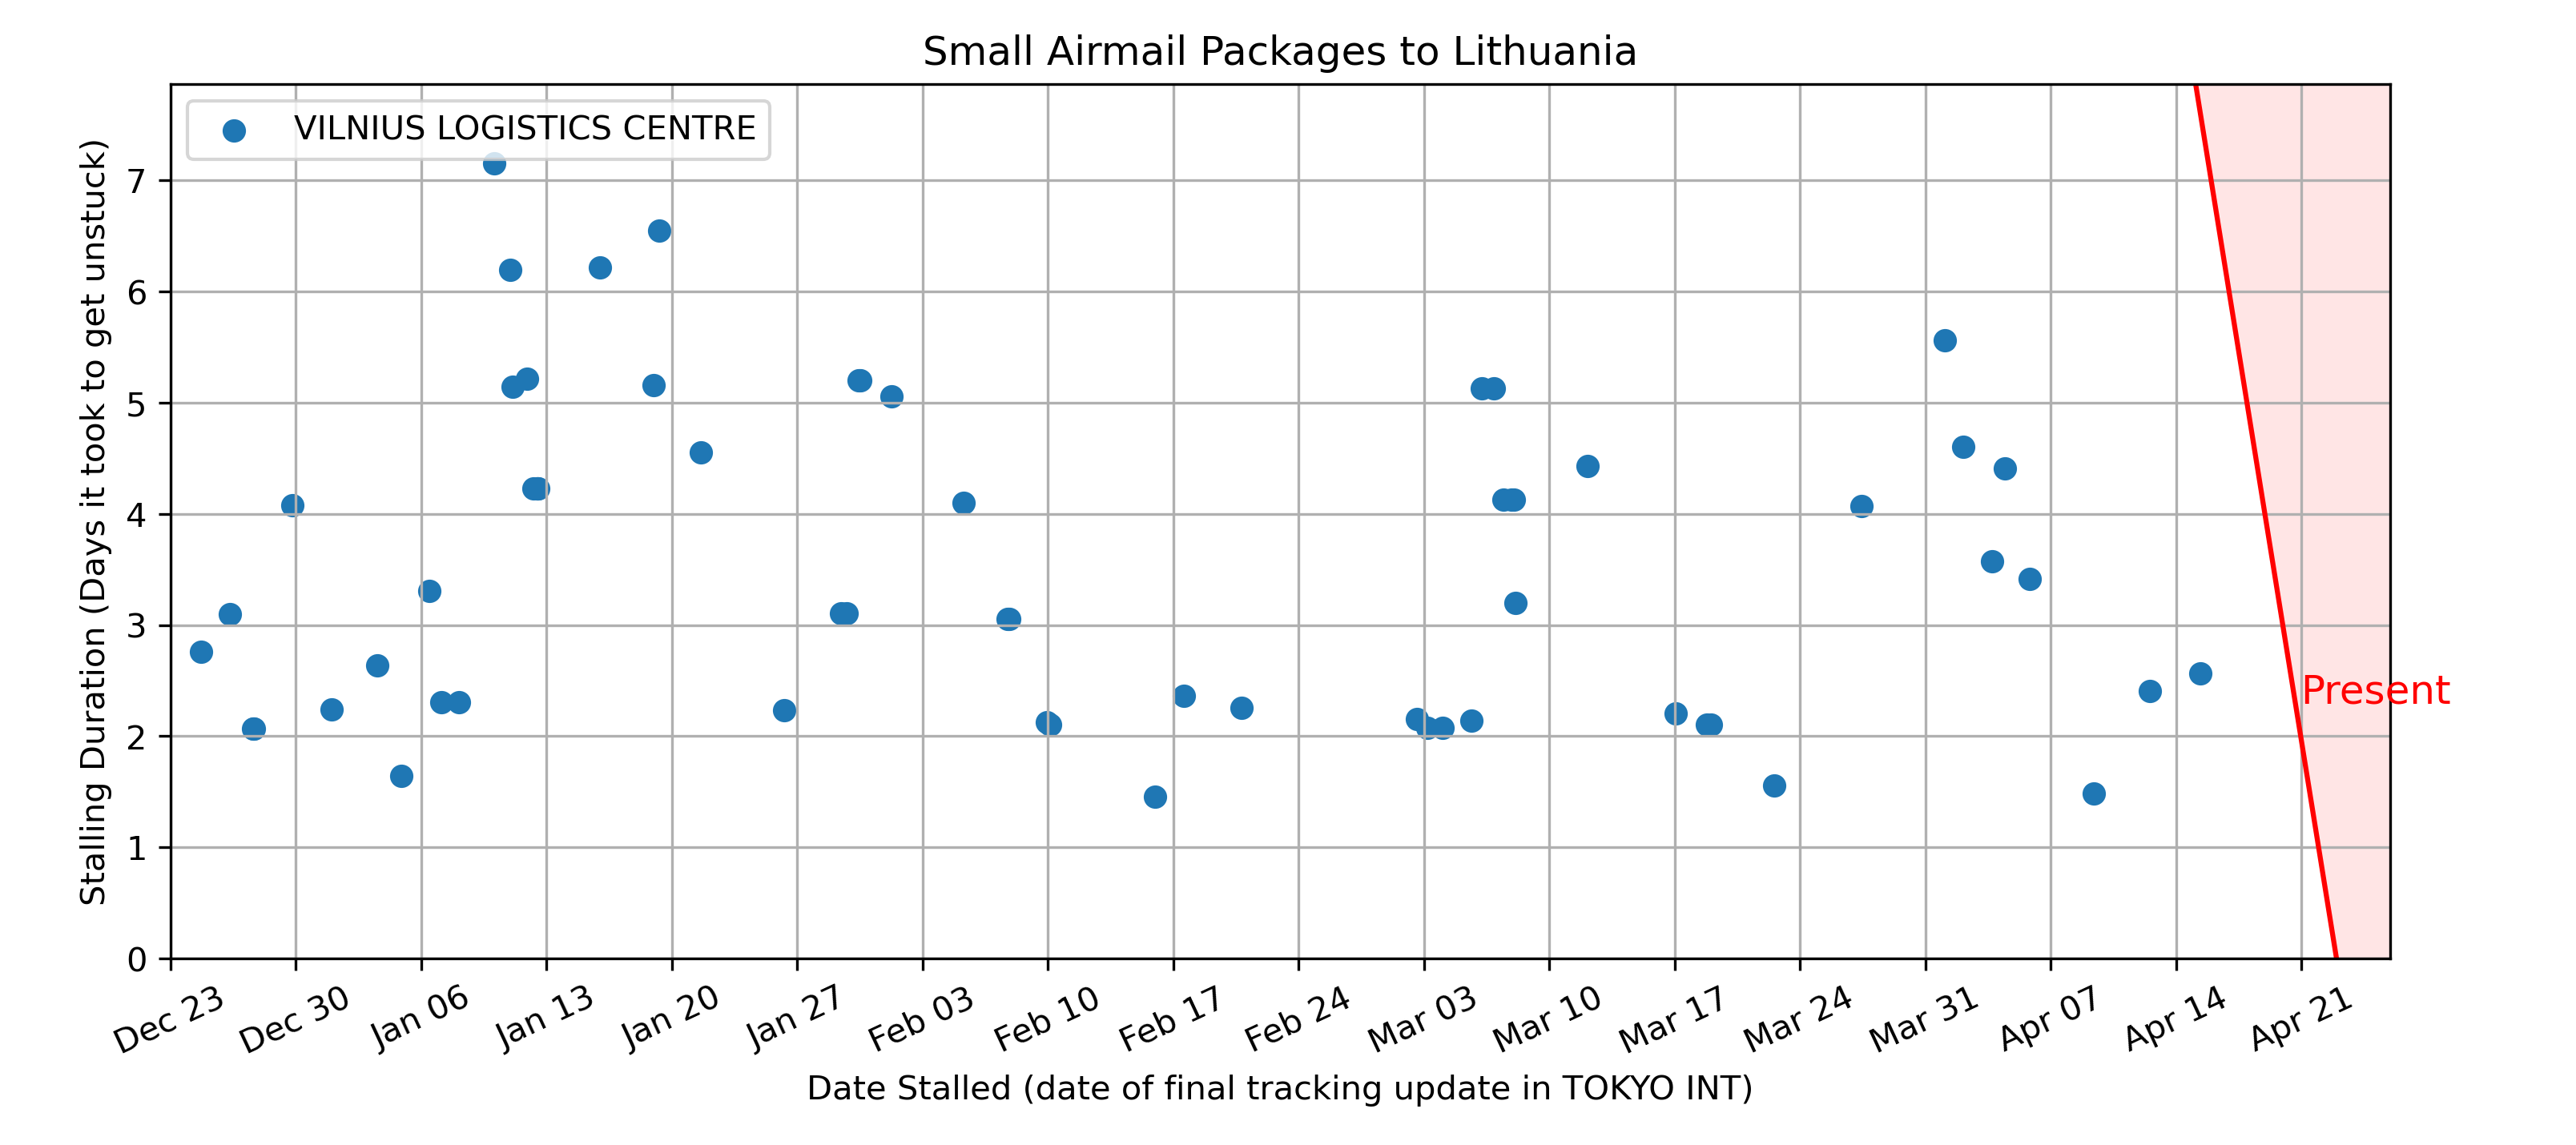 Small Airmail Packages to Lithuania
VILNIUS LOGISTICS CENTRE
Stalling Duration (Days it took to get unstuck)
7
6
5
4
3
2
1
0
Present
Dec 23
Dec 30
Jan 06
Jan 13
Jan 20
Jan 27
Feb 03
Feb 10
Feb 17
Feb 24
Mar 03
Mar 10
Mar 17
Mar 24
Mar 31
Apr 07
Apr 14
Apr 21
Date Stalled (date of final tracking update in TOKYO INT)